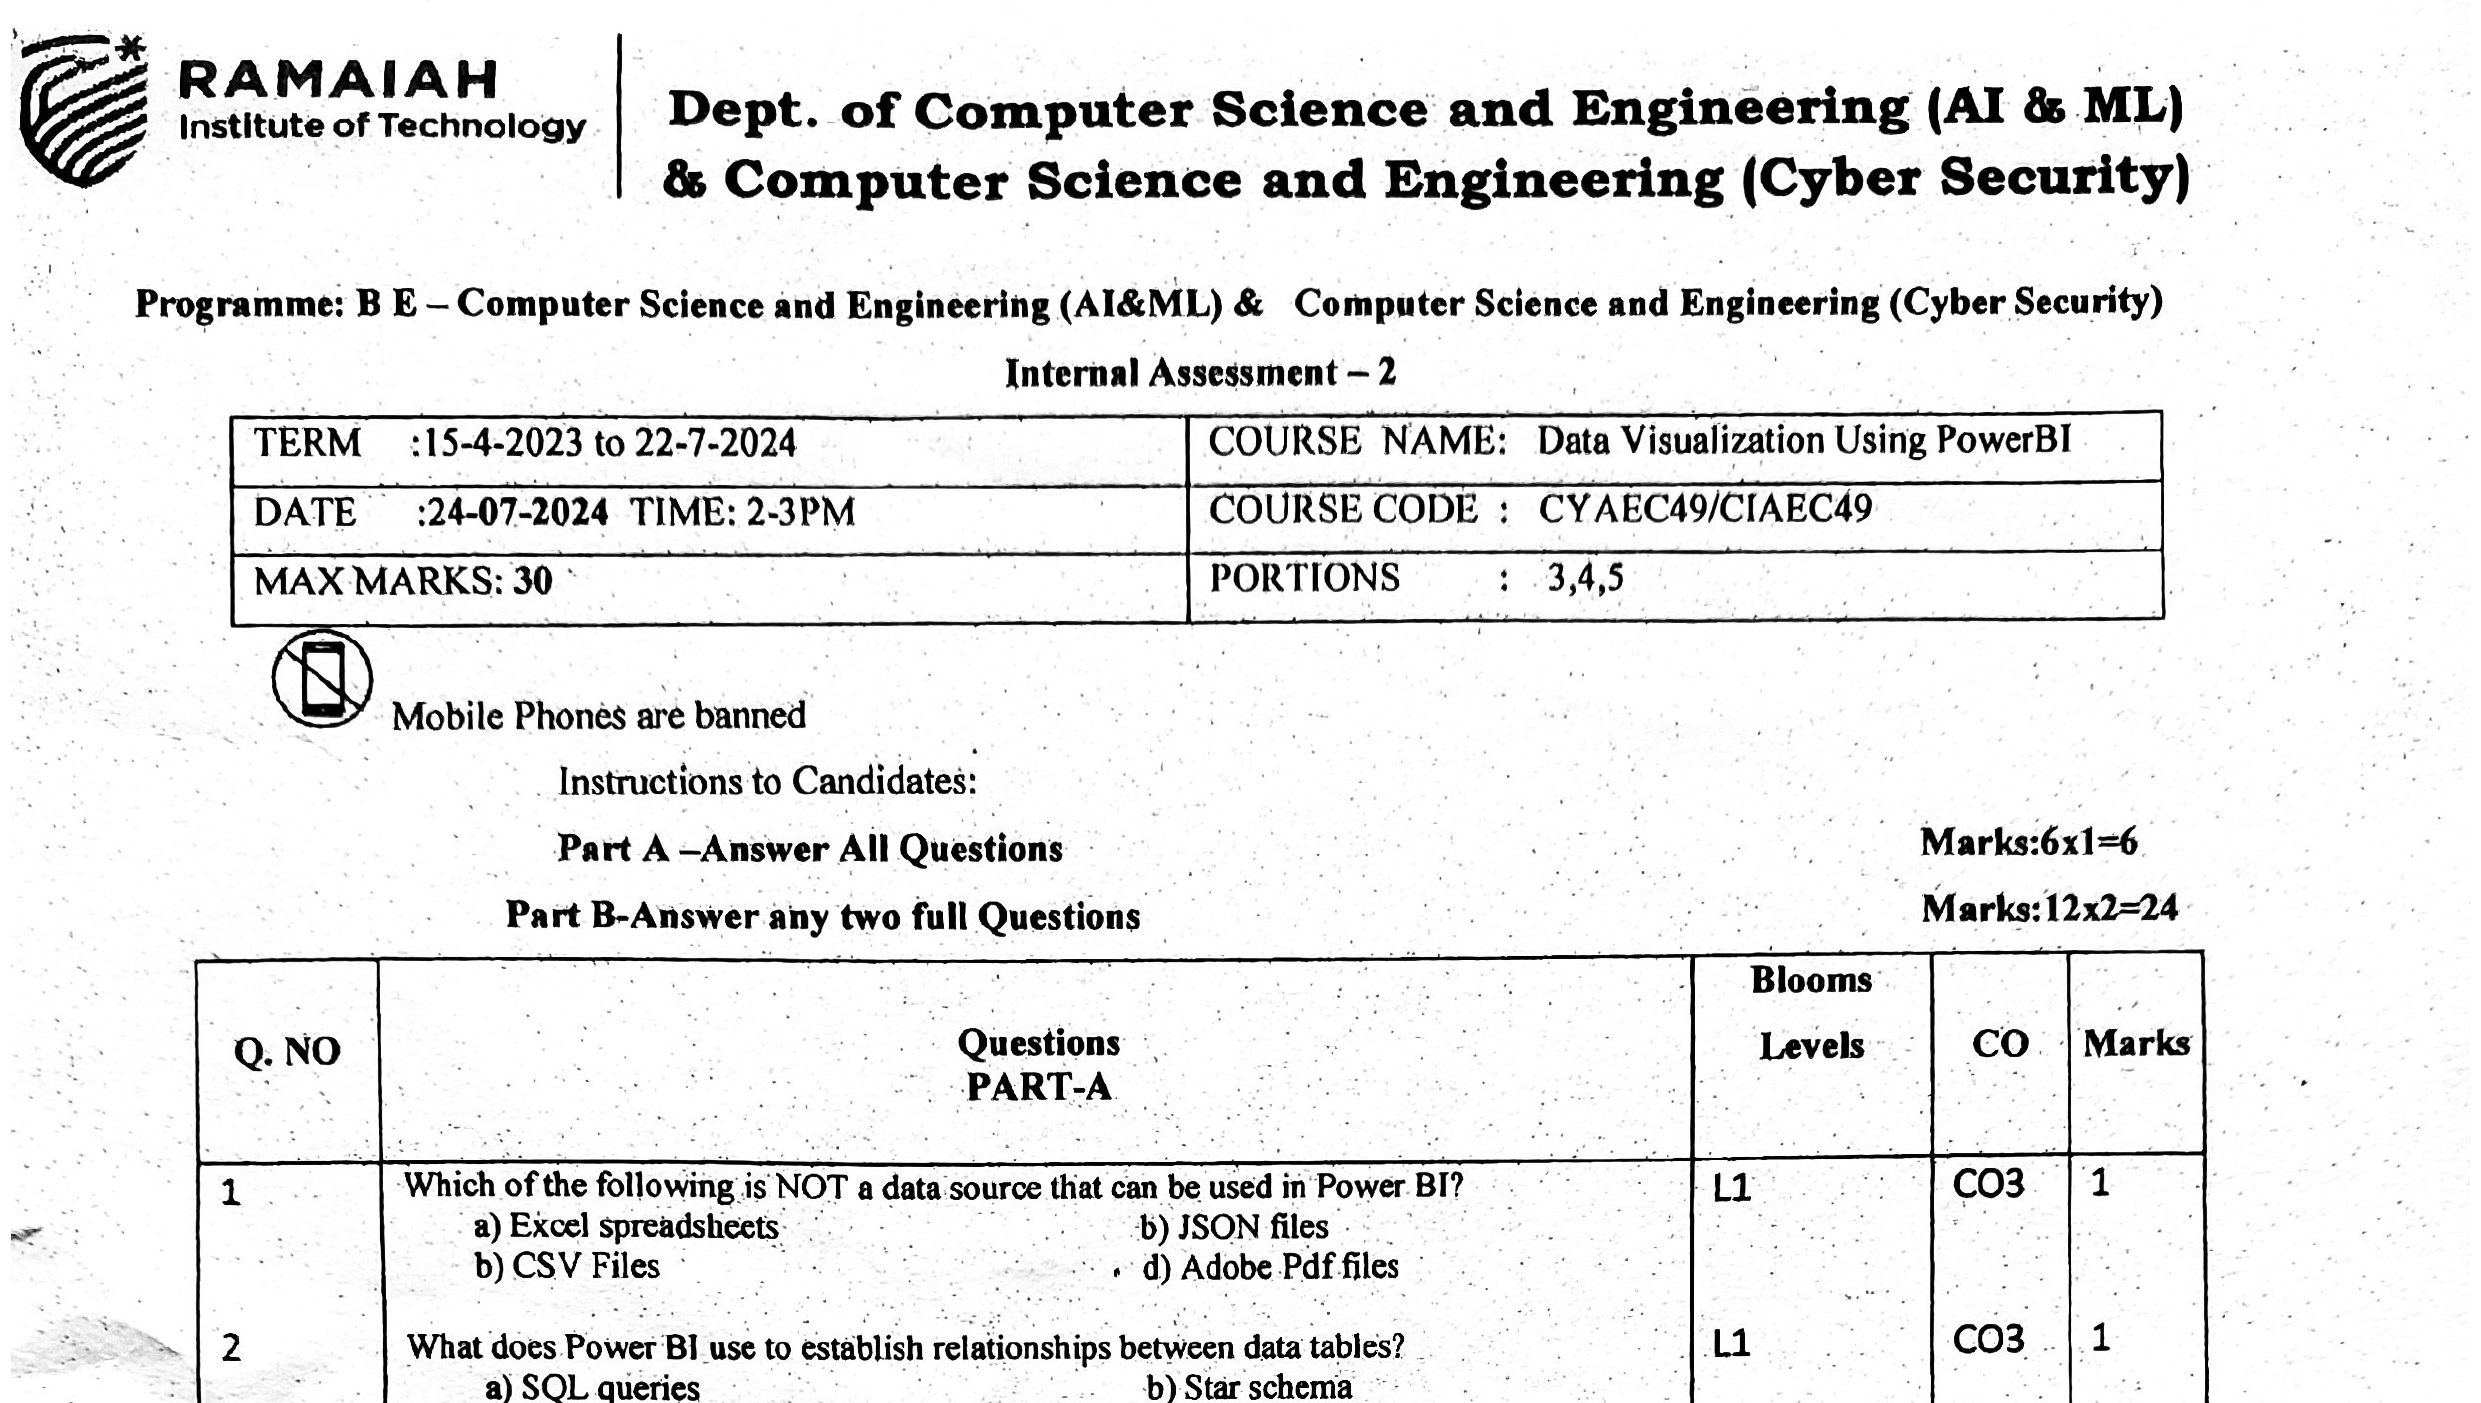 RAMAIAH
Institute of Technology
Dept. of Computer Science and Engineering (AI & ML)
& Computer Science and Engineering (Cyber Security)
Programme: B E – Computer Science and Engineering (AI&ML) & Computer Science and Engineering (Cyber Security)
Internal Assessment – 2
TERM :15-4-2023 to 22-7-2024 COURSE NAME: Data Visualization Using PowerBI
DATE :24-07-2024 TIME: 2-3PM COURSE CODE : CYAEC49/CIAEC49
MAX MARKS: 30 PORTIONS : 3,4,5
Mobile Phones are banned
Instructions to Candidates:
Part A –Answer All Questions Marks:6x1=6
Part B-Answer any two full Questions Marks:12x2=24
Q. NO Questions PART-A Blooms Levels CO Marks
1 Which of the following is NOT a data source that can be used in Power BI? L1 CO3 1
a) Excel spreadsheets b) JSON files
b) CSV Files d) Adobe Pdf files
2 What does Power BI use to establish relationships between data tables? L1 CO3 1
a) SQL queries b) Star schema